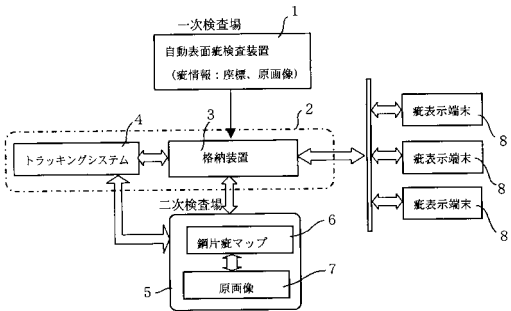 一次検査場
1
自動表面疵検査装置
(疵情報:座標、原画像)
2
4
3
トラッキングシステム
格納装置
疵表示端末
8
疵表示端末
8
疵表示端末
8
二次検査場
6
鋼片疵マップ
7
原画像
5